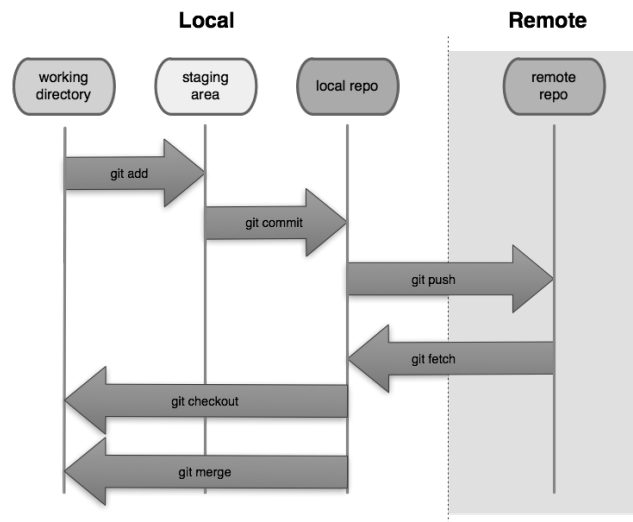 Local
Remote
working
directory
staging
area
local repo
remote
repo
git add
git commit
git push
git fetch
git checkout
git merge